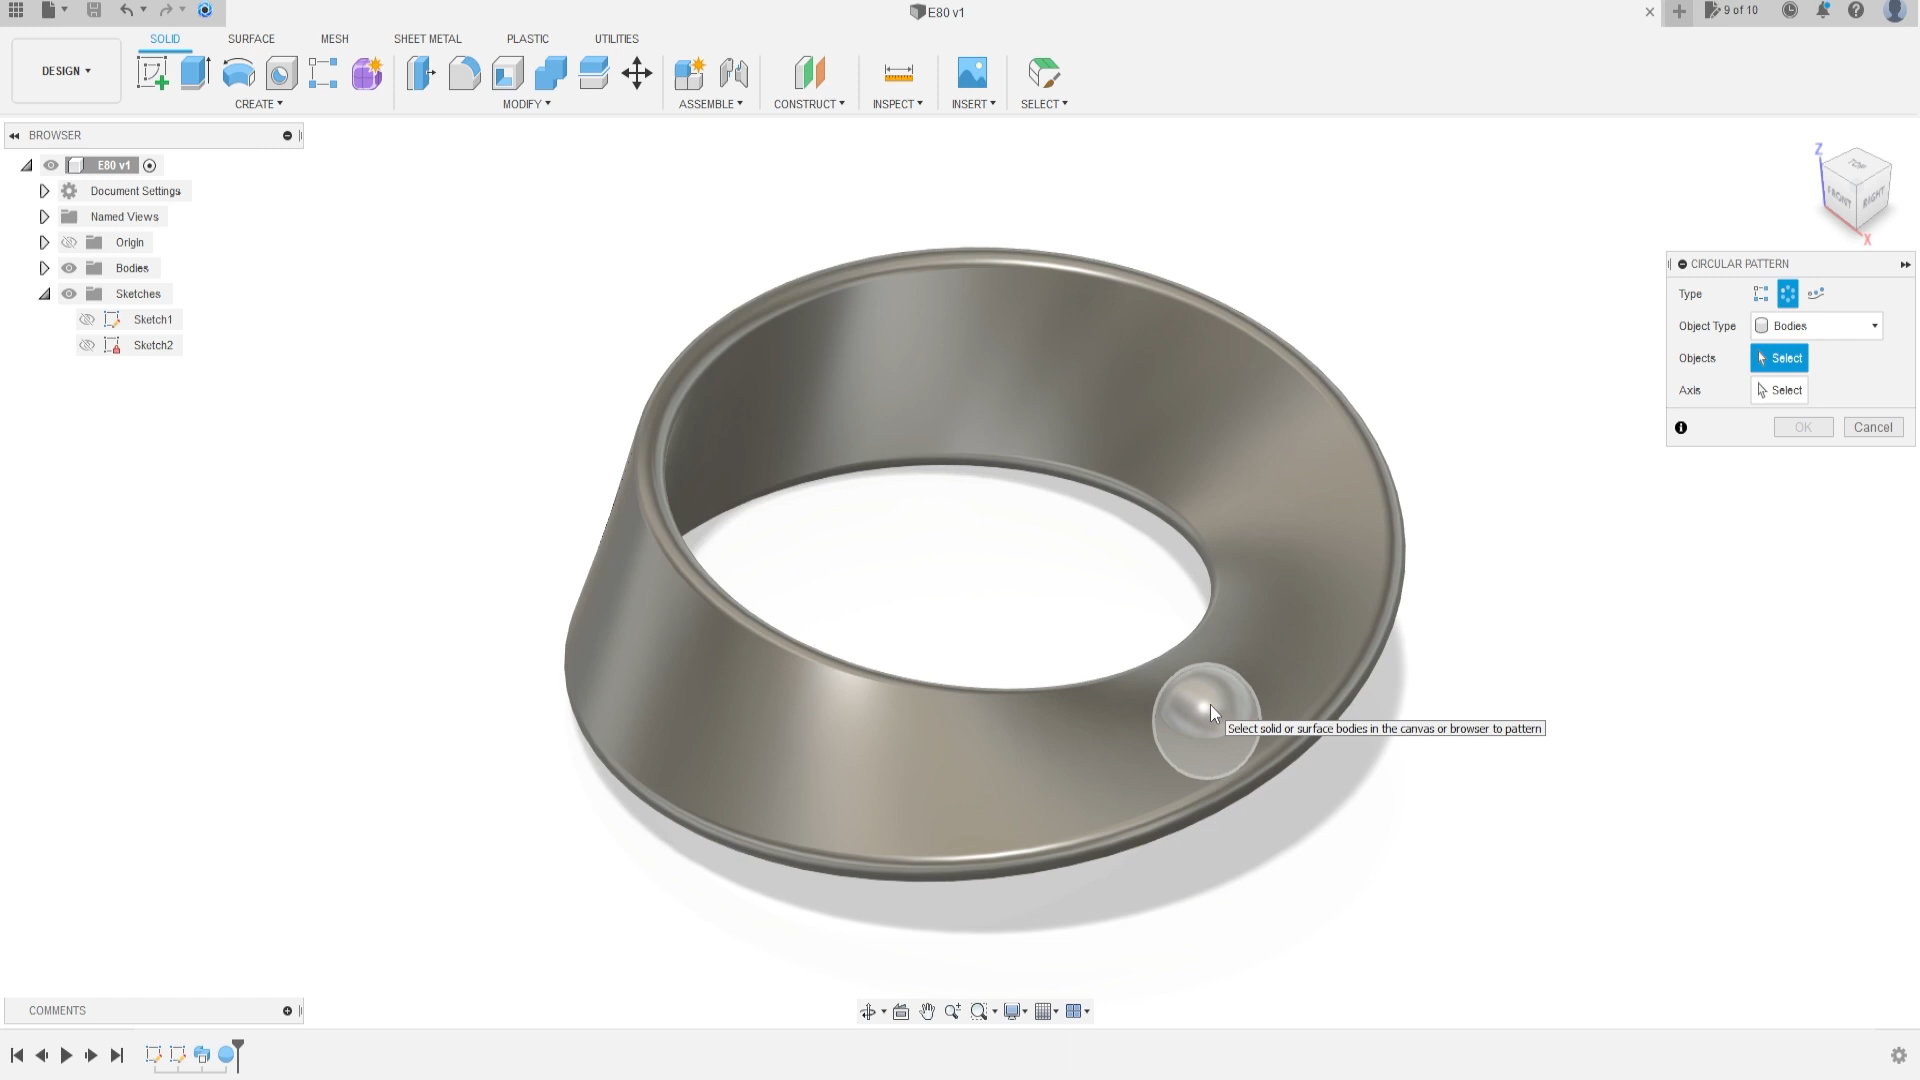 E80 v1
9 of 10
DESIGN
SOLID
SURFACE
MESH
SHEET METAL
PLASTIC
UTILITIES
CREATE
MODIFY
ASSEMBLE
CONSTRUCT
INSPECT
INSERT
SELECT
BROWSER
E80 v1
Document Settings
Named Views
Origin
Bodies
Sketches
Sketch1
Sketch2
Z
TOP
FRONT
RIGHT
X
CIRCULAR PATTERN
Type
Object Type
Bodies
Objects
Select
Axis
Select
OK
Cancel
Select solid or surface bodies in the canvas or browser to pattern
COMMENTS